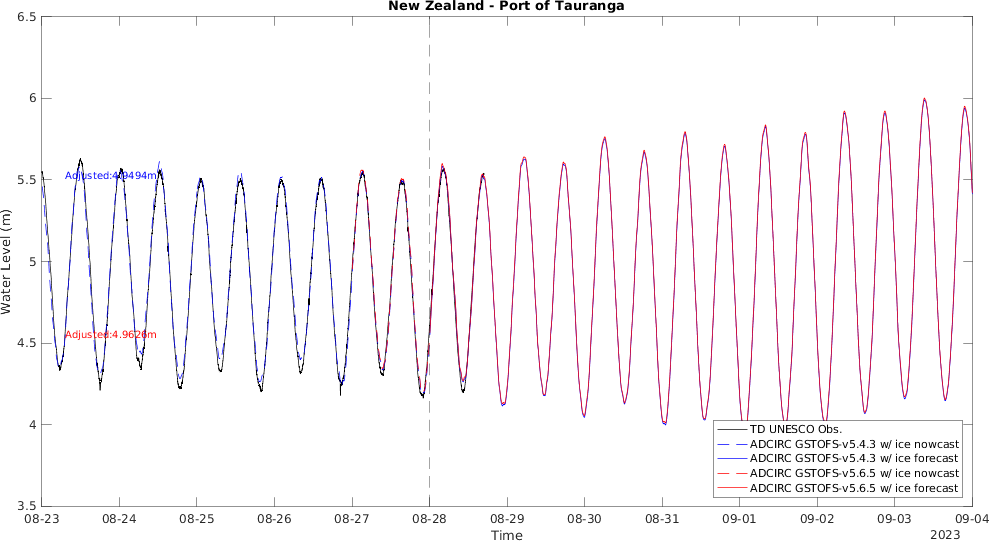 New Zealand - Port of Tauranga
6.5
6
5.5
5
4.5
4
3.5
Water Level (m)
Adjusted:4.9494m
Adjusted:4.9626m
TD UNESCO Obs.
ADCIRC GSTOFS-v5.4.3 w/ ice nowcast
ADCIRC GSTOFS-v5.4.3 w/ ice forecast
ADCIRC GSTOFS-v5.6.5 w/ ice nowcast
ADCIRC GSTOFS-v5.6.5 w/ ice forecast
08-23 08-24 08-25 08-26 08-27 08-28 08-29 08-30 08-31 09-01 09-02 09-03 09-04
Time
2023